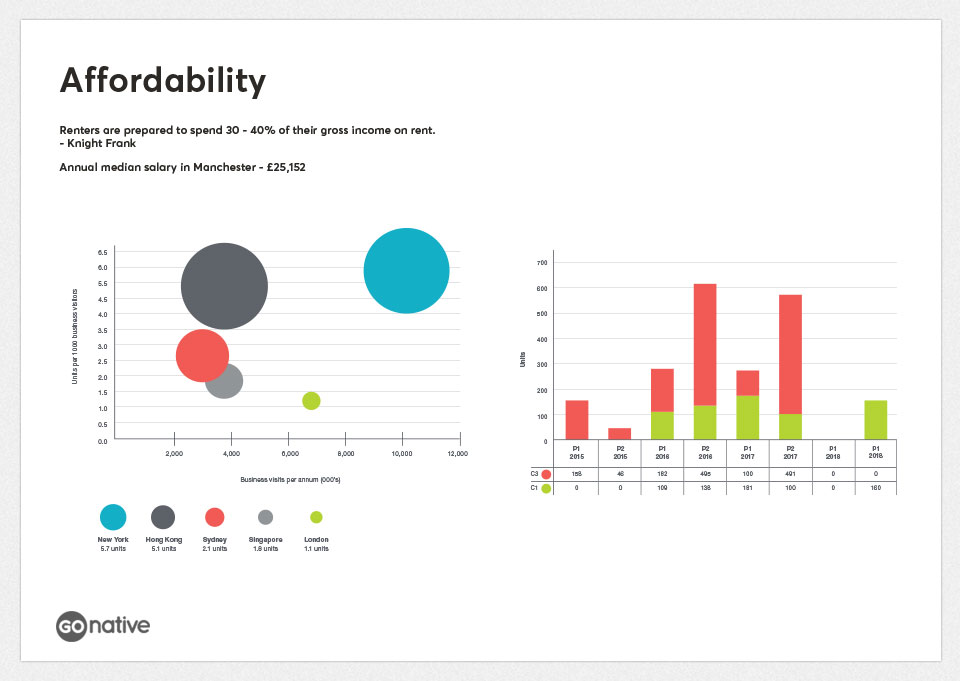 Affordability
Renters are prepared to spend 30 - 40% of their gross income on rent.
- Knight Frank
Annual median salary in Manchester - £25,152
Units per 1000 business visitors
6.5
6.0
5.5
5.0
4.5
4.0
3.5
3.0
2.5
2.0
1.5
1.0
0.5
0.0
2,000 4,000 6,000 8,000 10,000 12,000
Business visits per annum (000's)
New York Hong Kong Sydney Singapore London
5.7 units 5.1 units 2.1 units 1.8 units 1.1 units
Units
700
600
500
400
300
200
100
0
P1 P2 P1 P2 P1 P2 P1 P1
2015 2015 2016 2016 2017 2017 2018 2018
C3 158 46 182 495 100 491 0 0
C1 0 0 109 136 181 100 0 160
GO native